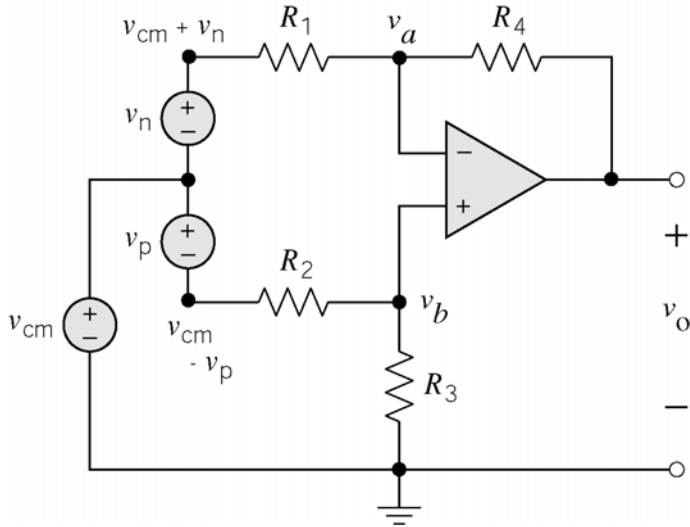 v_cm + v_n
R_1
v_a
R_4
+
−
v_n
−
+
+
−
v_p
+
R_2
v_b
v_o
v_cm
+
−
v_cm
- v_p
R_3
−